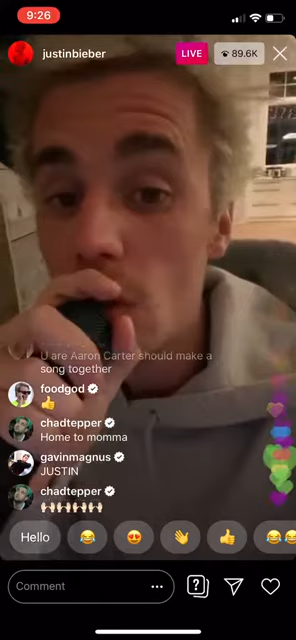 9:26
justinbieber
LIVE
89.6K
U are Aaron Carter should make a
song together
foodgod
👍
chadtepper
Home to momma
gavinmagnus
JUSTIN
chadtepper
🙌🏻🙌🏻🙌🏻🙌🏻🙌🏻🙌🏻
Hello 😂 😍 👋 👍 😂😂
Comment